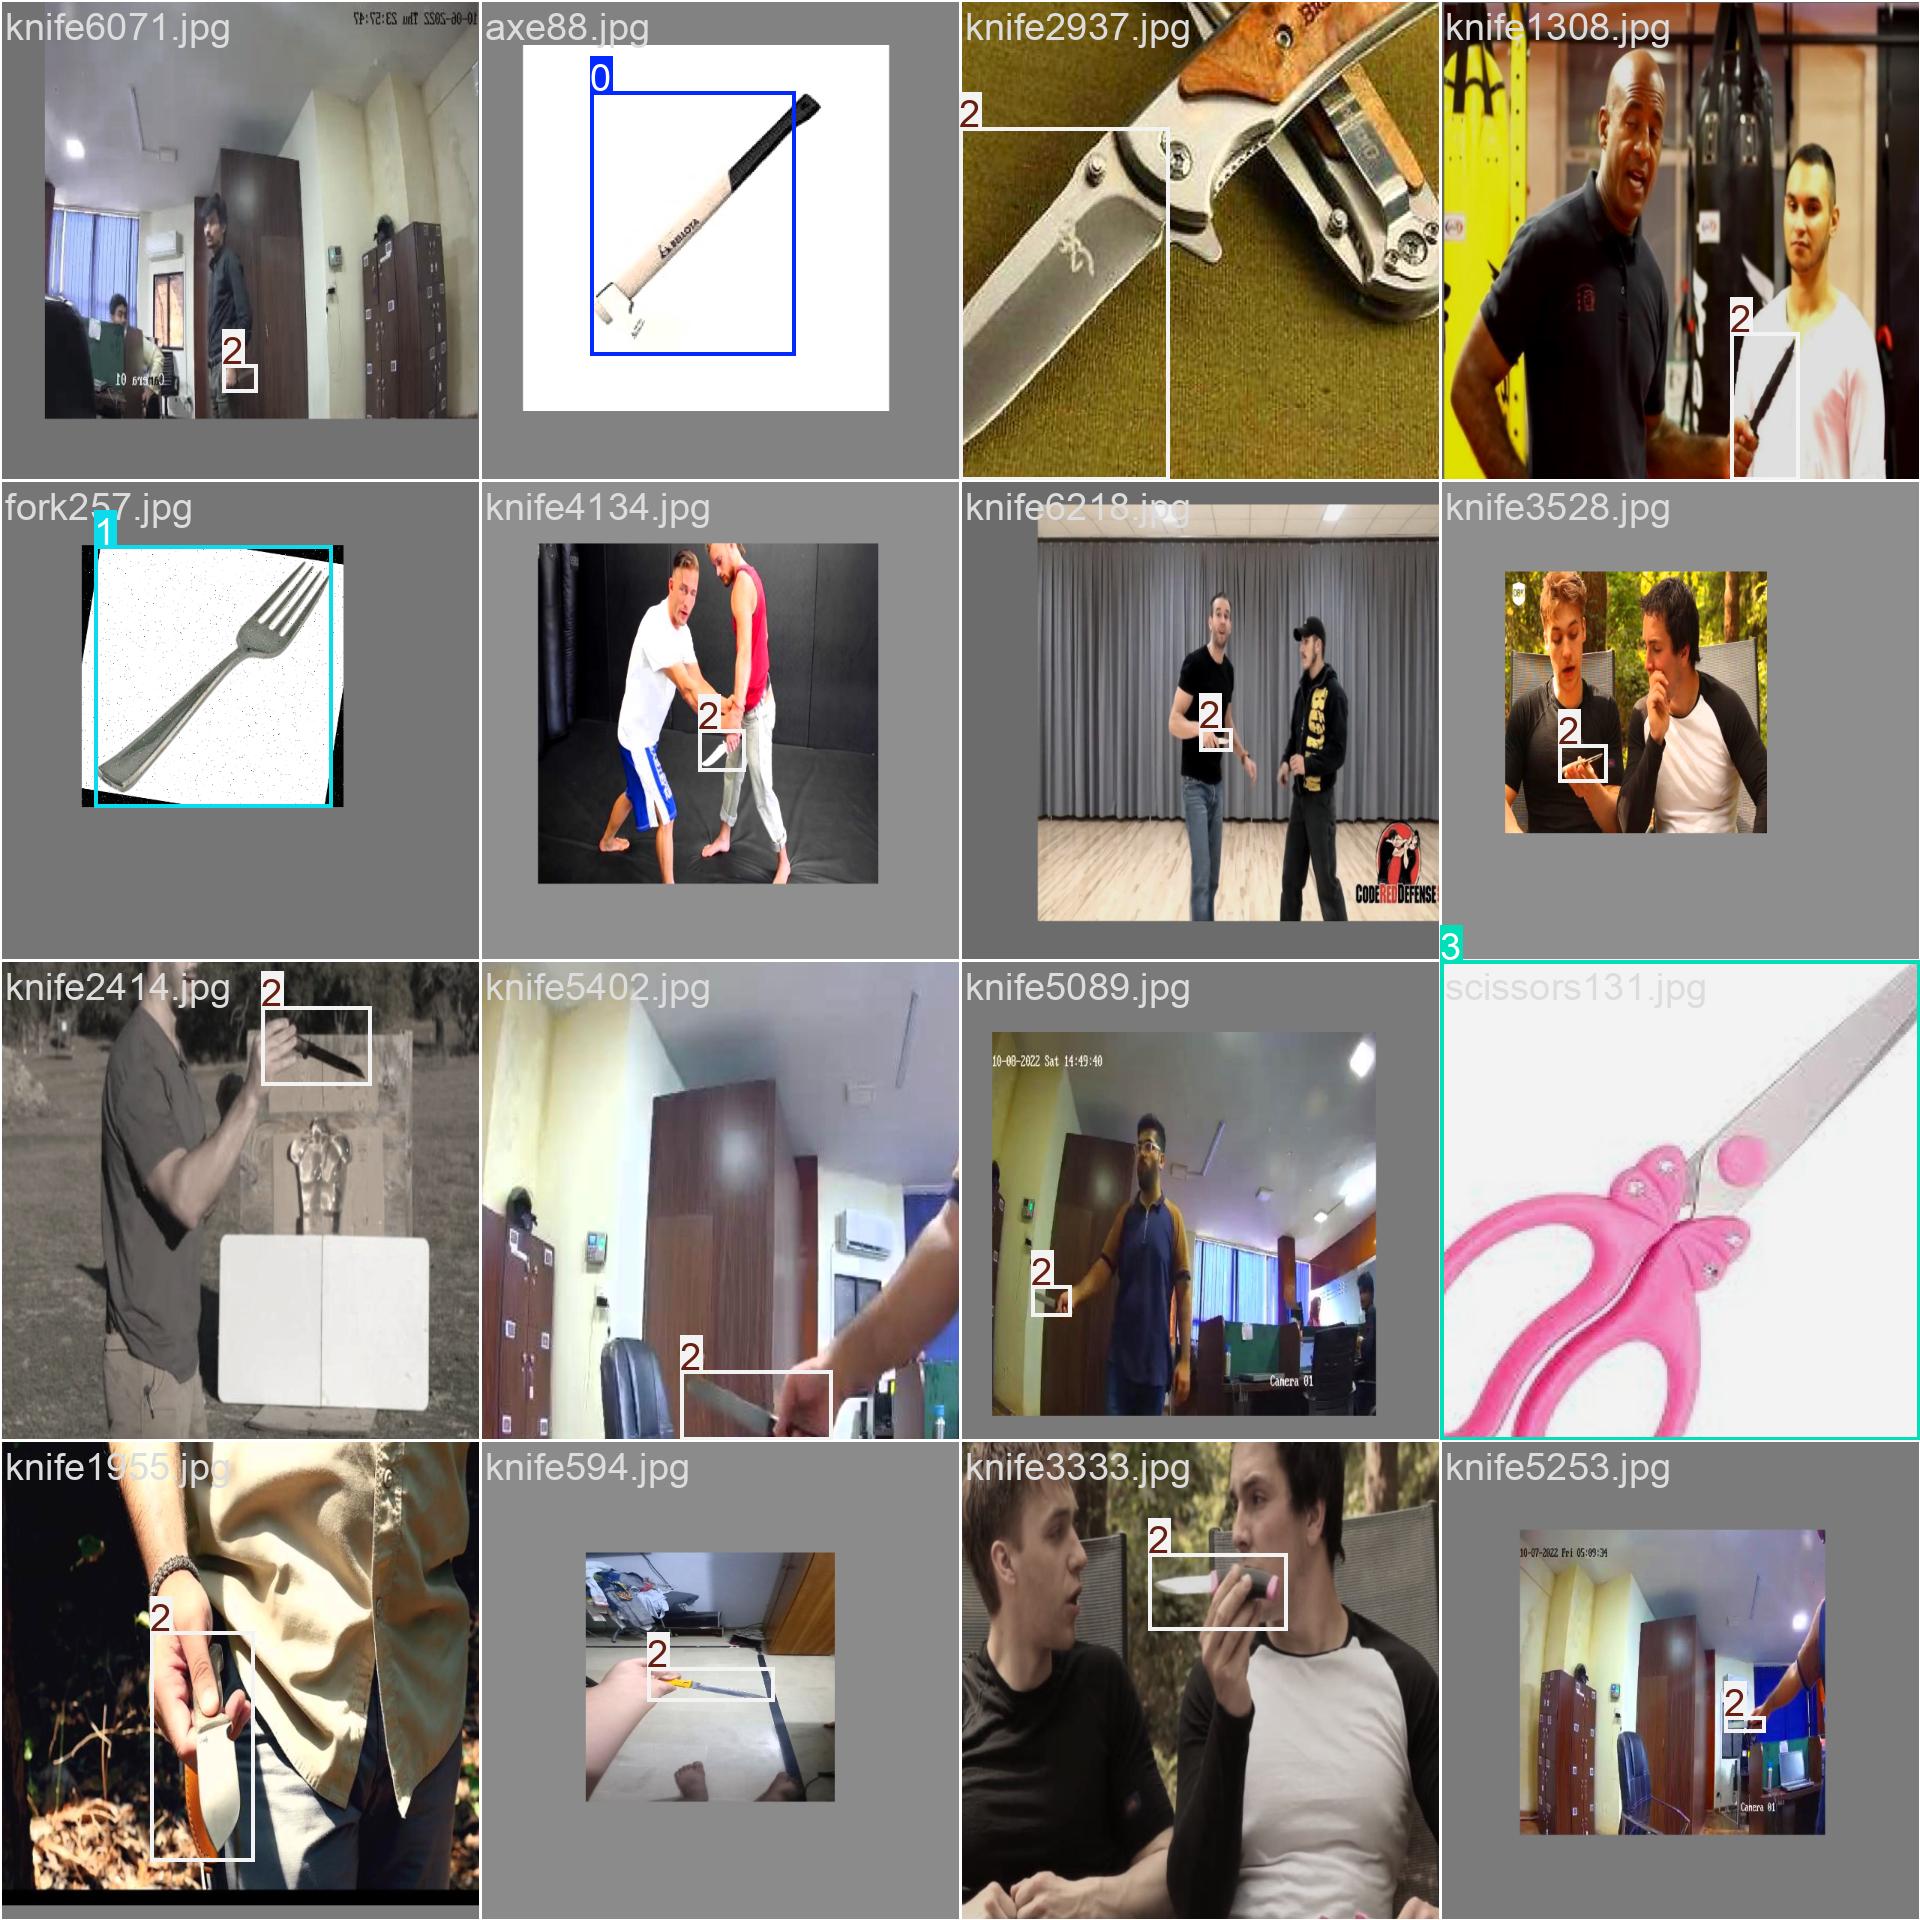 knife6071.jpg
10-06-2022 Thu 23:57:47
Camera 01
2
axe88.jpg
0
BELLOTA
knife2937.jpg
2
knife1308.jpg
2
fork257.jpg
1
knife4134.jpg
2
knife6218.jpg
2
CODE RED DEFENSE
knife3528.jpg
2
knife2414.jpg
2
knife5402.jpg
2
knife5089.jpg
10-08-2022 Sat 14:49:40
2
Camera 01
3
scissors131.jpg
knife1955.jpg
2
knife594.jpg
2
knife3333.jpg
2
knife5253.jpg
10-07-2022 Fri 05:09:34
2
Camera 01